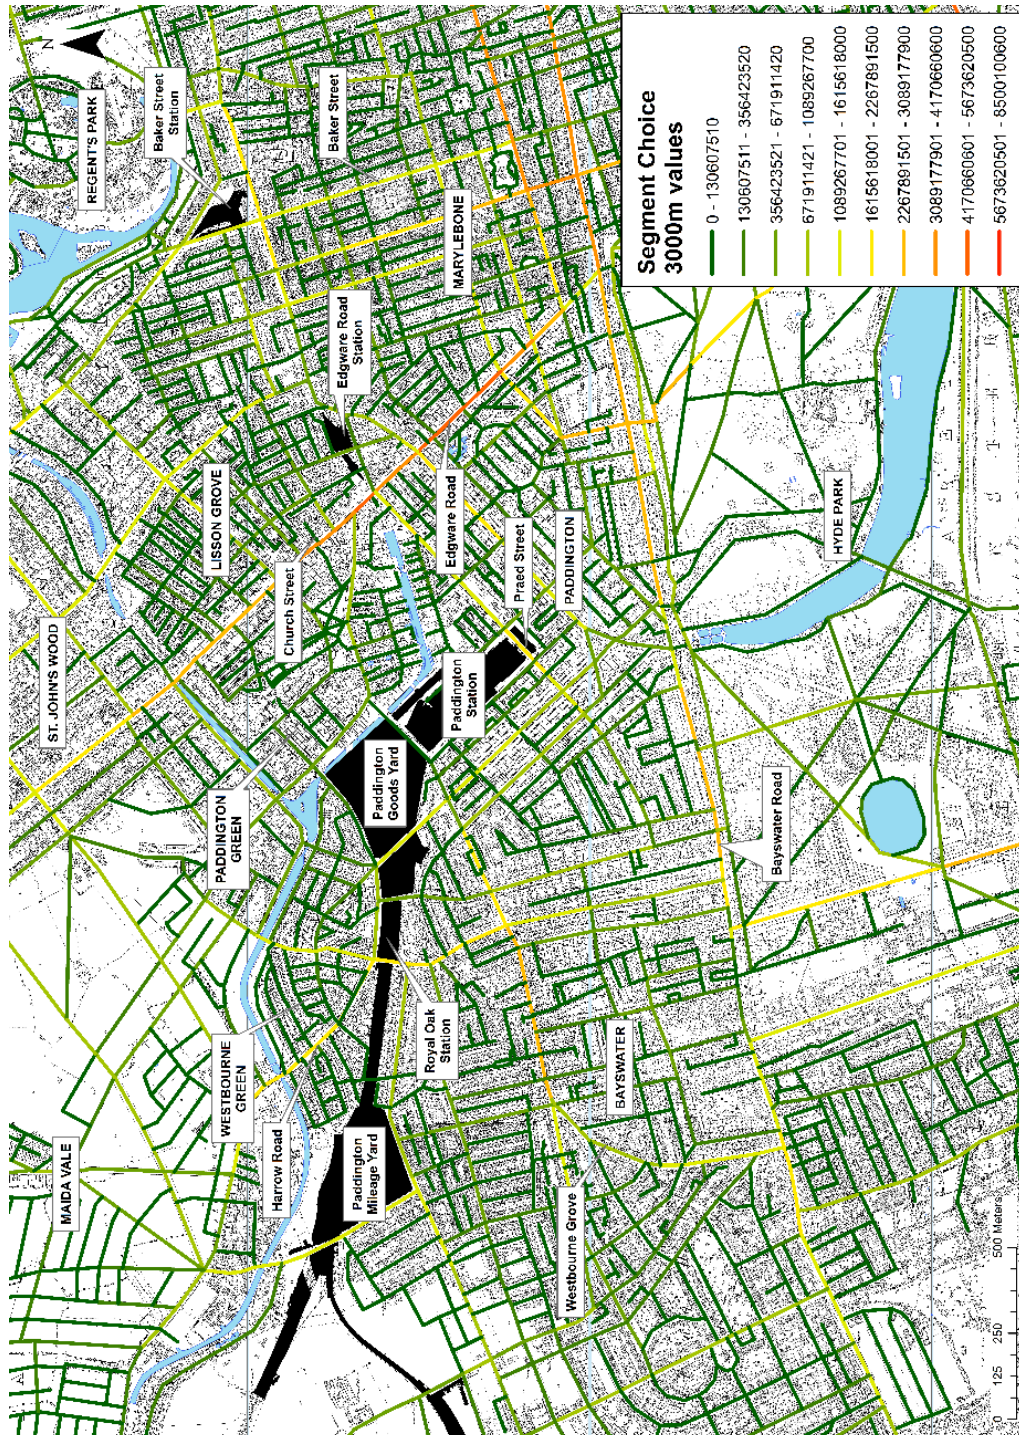 MAIDA VALE
ST. JOHN'S WOOD
N
REGENT'S PARK
Baker Street
Station
WESTBOURNE
GREEN
PADDINGTON
GREEN
LISSON GROVE
Harrow Road
Church Street
Edgware Road
Station
Baker Street
Paddington
Mileage Yard
Paddington
Goods Yard
Royal Oak
Station
Paddington
Station
Edgware Road
MARYLEBONE
Praed Street
Westbourne Grove
PADDINGTON
BAYSWATER
Bayswater Road
HYDE PARK
Segment Choice
3000m values
0 - 130607510
130607511 - 356423520
356423521- 671911420
671911421 - 1089267700
1089267701 - 1615618000
1615618001 - 2267891500
2267891501 - 3089177900
3089177901 - 4170660600
4170660601 - 5673620500
5673620501 - 8500100600
0 125 250 500 Meters